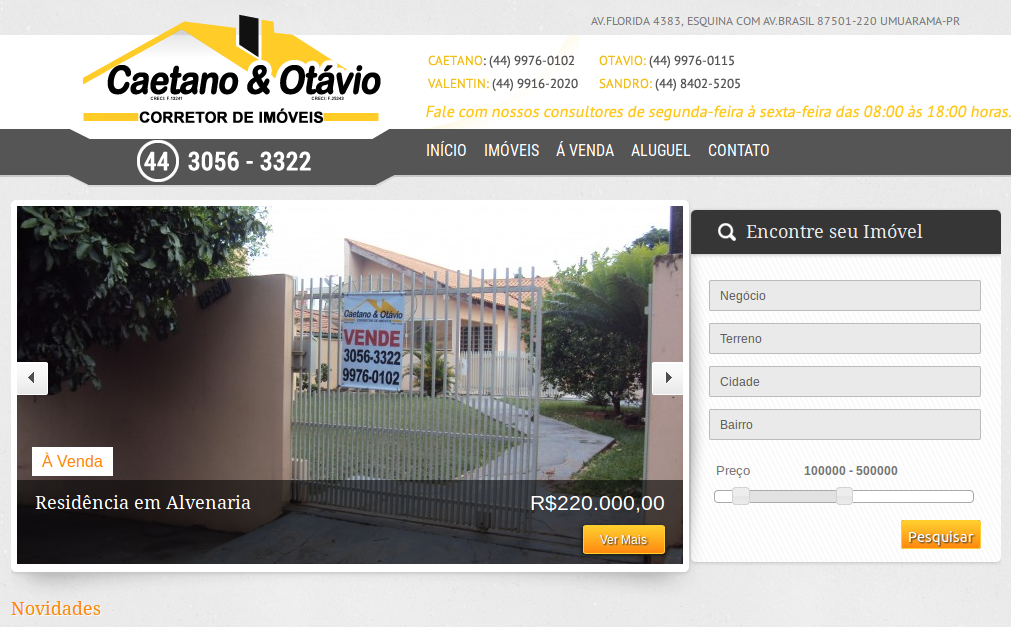 AV.FLORIDA 4383, ESQUINA COM AV.BRASIL 87501-220 UMUARAMA-PR
Caetano & Otávio
CRECI: F.13241 CRECI: F.25243
CORRETOR DE IMÓVEIS
CAETANO: (44) 9976-0102 OTAVIO: (44) 9976-0115
VALENTIN: (44) 9916-2020 SANDRO: (44) 8402-5205
Fale com nossos consultores de segunda-feira à sexta-feira das 08:00 às 18:00 horas.
44 3056 - 3322
INÍCIO IMÓVEIS Á VENDA ALUGUEL CONTATO
Caetano & Otávio
VENDE
3056-3322
9976-0102
À Venda
Residência em Alvenaria
R$220.000,00
Ver Mais
Encontre seu Imóvel
Negócio
Terreno
Cidade
Bairro
Preço 100000 - 500000
Pesquisar
Novidades